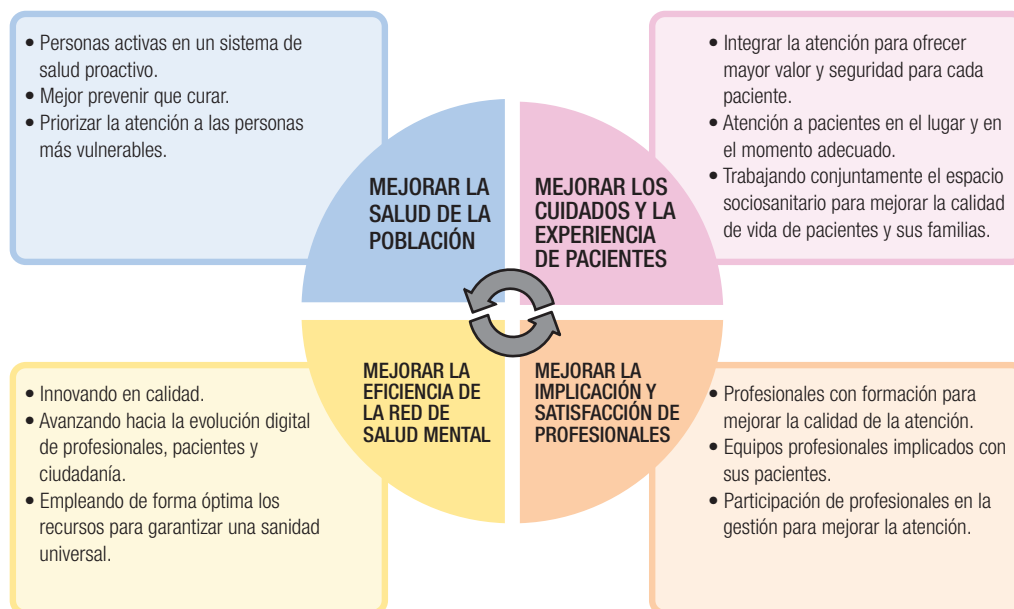 • Personas activas en un sistema de
salud proactivo.
• Mejor prevenir que curar.
• Priorizar la atención a las personas
más vulnerables.
MEJORAR LA
SALUD DE LA
POBLACIÓN
• Integrar la atención para ofrecer
mayor valor y seguridad para cada
paciente.
• Atención a pacientes en el lugar y en
el momento adecuado.
• Trabajando conjuntamente el espacio
sociosanitario para mejorar la calidad
de vida de pacientes y sus familias.
MEJORAR LOS
CUIDADOS Y LA
EXPERIENCIA
DE PACIENTES
• Innovando en calidad.
• Avanzando hacia la evolución digital
de profesionales, pacientes y
ciudadanía.
• Empleando de forma óptima los
recursos para garantizar una sanidad
universal.
MEJORAR LA
EFICIENCIA DE
LA RED DE
SALUD MENTAL
MEJORAR LA
IMPLICACIÓN Y
SATISFACCIÓN DE
PROFESIONALES
• Profesionales con formación para
mejorar la calidad de la atención.
• Equipos profesionales implicados con
sus pacientes.
• Participación de profesionales en la
gestión para mejorar la atención.